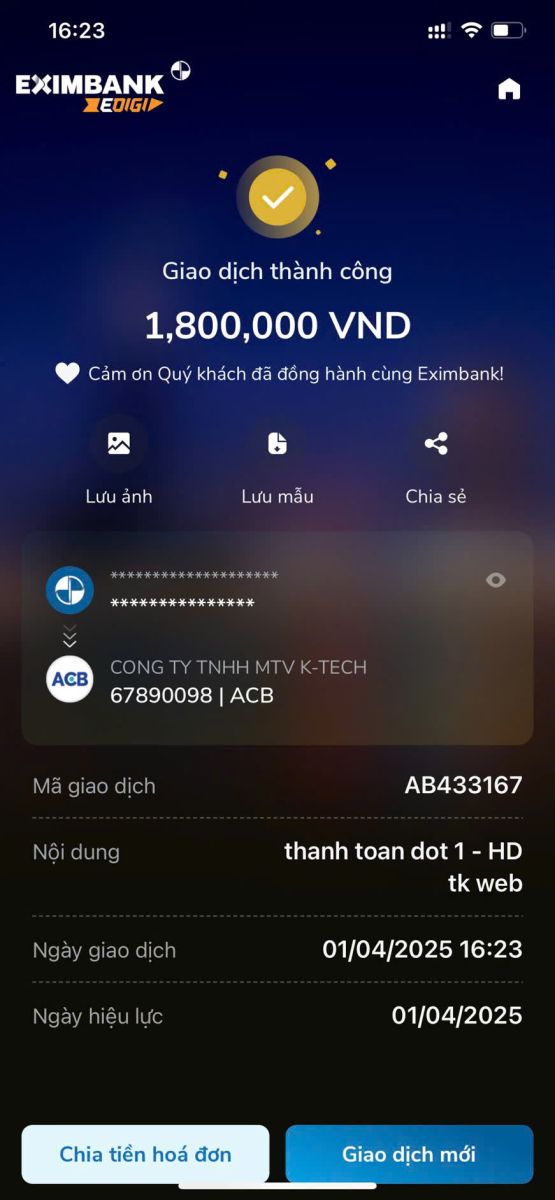 16:23
EXIMBANK
EDIGI
Giao dịch thành công
1,800,000 VND
Cảm ơn Quý khách đã đồng hành cùng Eximbank!
Lưu ảnh
Lưu mẫu
Chia sẻ
********************
***************
CONG TY TNHH MTV K-TECH
ACB
67890098 | ACB
Mã giao dịch
AB433167
Nội dung
thanh toan dot 1 - HD
tk web
Ngày giao dịch
01/04/2025 16:23
Ngày hiệu lực
01/04/2025
Chia tiền hoá đơn
Giao dịch mới